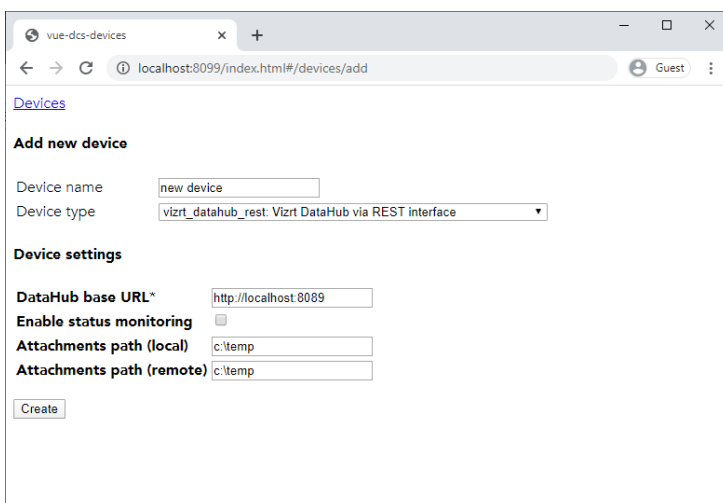 vue-dcs-devices
localhost:8099/index.html#/devices/add
Guest
Devices
Add new device
Device name new device
Device type vizrt_datahub_rest: Vizrt DataHub via REST interface
Device settings
DataHub base URL* http://localhost:8089
Enable status monitoring
Attachments path (local) c:\temp
Attachments path (remote) c:\temp
Create